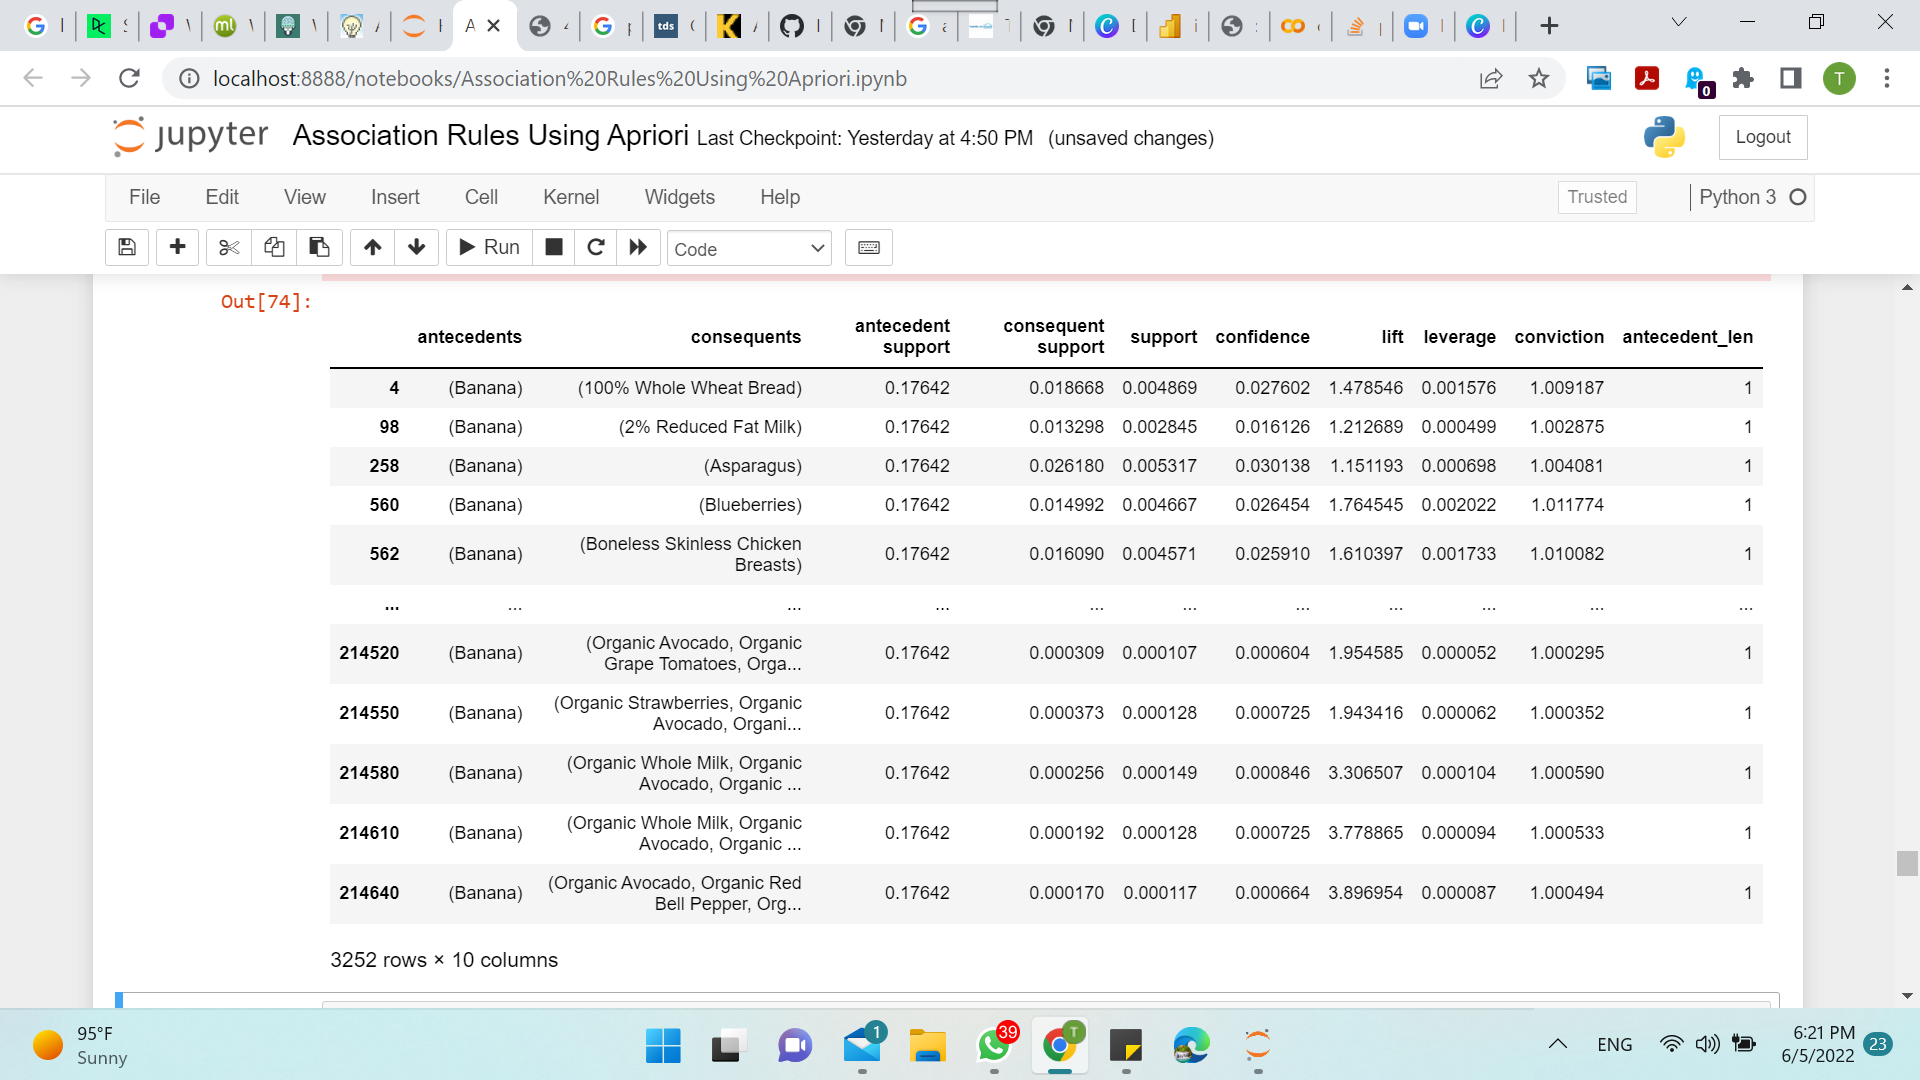 tds
localhost:8888/notebooks/Association%20Rules%20Using%20Apriori.ipynb
0
T
jupyter Association Rules Using Apriori Last Checkpoint: Yesterday at 4:50 PM (unsaved changes)
Logout
File Edit View Insert Cell Kernel Widgets Help
Trusted
Python 3
Run
Code
Out[74]:
antecedents consequents antecedent support consequent support support confidence lift leverage conviction antecedent_len
4 (Banana) (100% Whole Wheat Bread) 0.17642 0.018668 0.004869 0.027602 1.478546 0.001576 1.009187 1
98 (Banana) (2% Reduced Fat Milk) 0.17642 0.013298 0.002845 0.016126 1.212689 0.000499 1.002875 1
258 (Banana) (Asparagus) 0.17642 0.026180 0.005317 0.030138 1.151193 0.000698 1.004081 1
560 (Banana) (Blueberries) 0.17642 0.014992 0.004667 0.026454 1.764545 0.002022 1.011774 1
562 (Banana) (Boneless Skinless Chicken Breasts) 0.17642 0.016090 0.004571 0.025910 1.610397 0.001733 1.010082 1
... ... ... ... ... ... ... ... ... ... ...
214520 (Banana) (Organic Avocado, Organic Grape Tomatoes, Orga... 0.17642 0.000309 0.000107 0.000604 1.954585 0.000052 1.000295 1
214550 (Banana) (Organic Strawberries, Organic Avocado, Organi... 0.17642 0.000373 0.000128 0.000725 1.943416 0.000062 1.000352 1
214580 (Banana) (Organic Whole Milk, Organic Avocado, Organic ... 0.17642 0.000256 0.000149 0.000846 3.306507 0.000104 1.000590 1
214610 (Banana) (Organic Whole Milk, Organic Avocado, Organic ... 0.17642 0.000192 0.000128 0.000725 3.778865 0.000094 1.000533 1
214640 (Banana) (Organic Avocado, Organic Red Bell Pepper, Org... 0.17642 0.000170 0.000117 0.000664 3.896954 0.000087 1.000494 1
3252 rows × 10 columns
95°F
Sunny
1
39
T
ENG
6:21 PM
6/5/2022
23